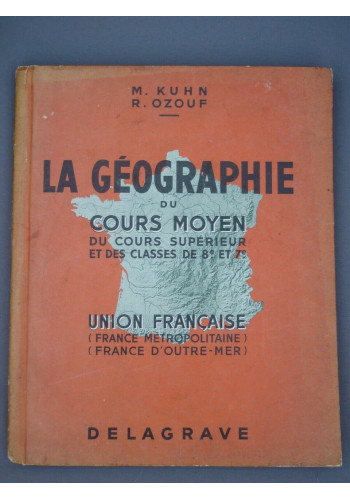 M. KUHN
R. OZOUF
LA GÉOGRAPHIE
DU
COURS MOYEN
DU COURS SUPÉRIEUR
ET DES CLASSES DE 8e ET 7e
UNION FRANÇAISE
(FRANCE MÉTROPOLITAINE)
(FRANCE D'OUTRE-MER)
DELAGRAVE